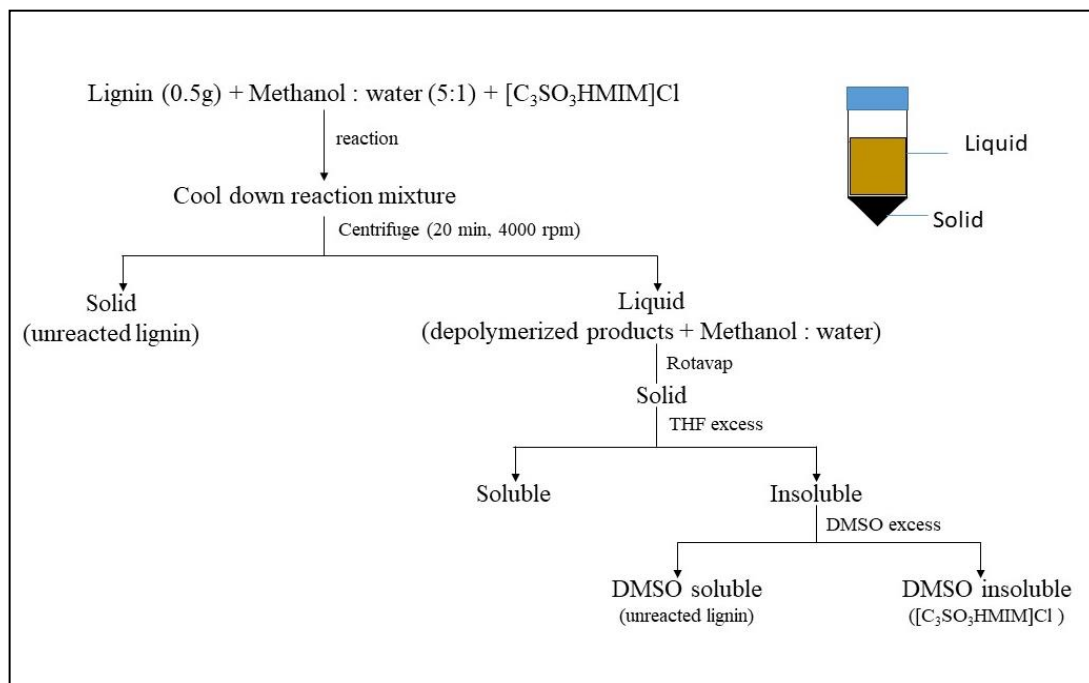 Lignin (0.5g) + Methanol : water (5:1) + [C₃SO₃HMIM]Cl
reaction
Cool down reaction mixture
Centrifuge (20 min, 4000 rpm)
Liquid
Solid
Solid
(unreacted lignin)
Liquid
(depolymerized products + Methanol : water)
Rotavap
Solid
THF excess
Soluble
Insoluble
DMSO excess
DMSO soluble
(unreacted lignin)
DMSO insoluble
([C₃SO₃HMIM]Cl )